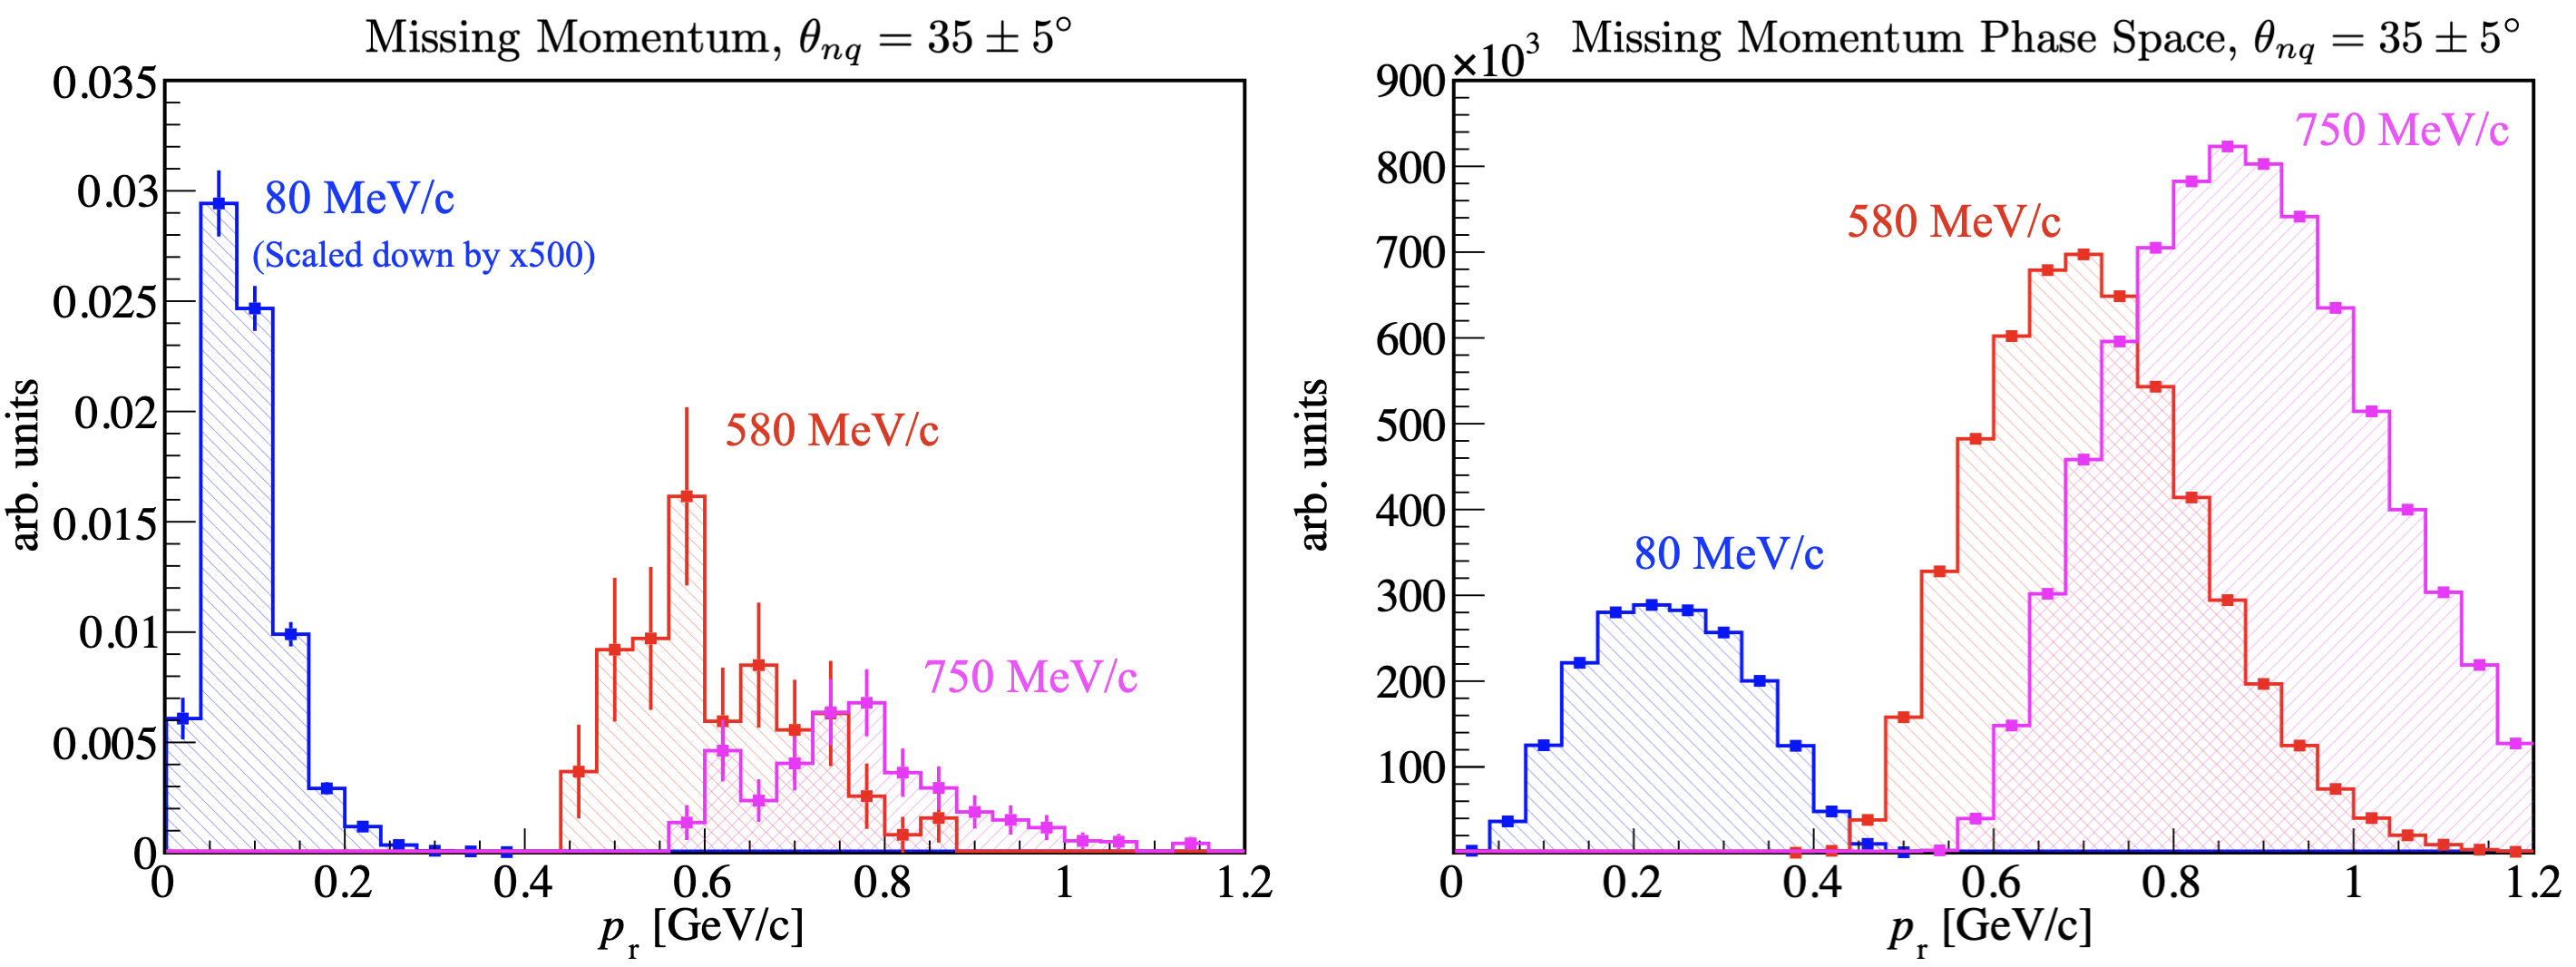 Missing Momentum, θnq = 35 ± 5°
0.035
0.03
0.025
0.02
0.015
0.01
0.005
0
arb. units
80 MeV/c
(Scaled down by x500)
580 MeV/c
750 MeV/c
0 0.2 0.4 0.6 0.8 1 1.2
pr [GeV/c]
×10³ Missing Momentum Phase Space, θnq = 35 ± 5°
900
800
700
600
500
400
300
200
100
arb. units
750 MeV/c
580 MeV/c
80 MeV/c
0 0.2 0.4 0.6 0.8 1 1.2
pr [GeV/c]